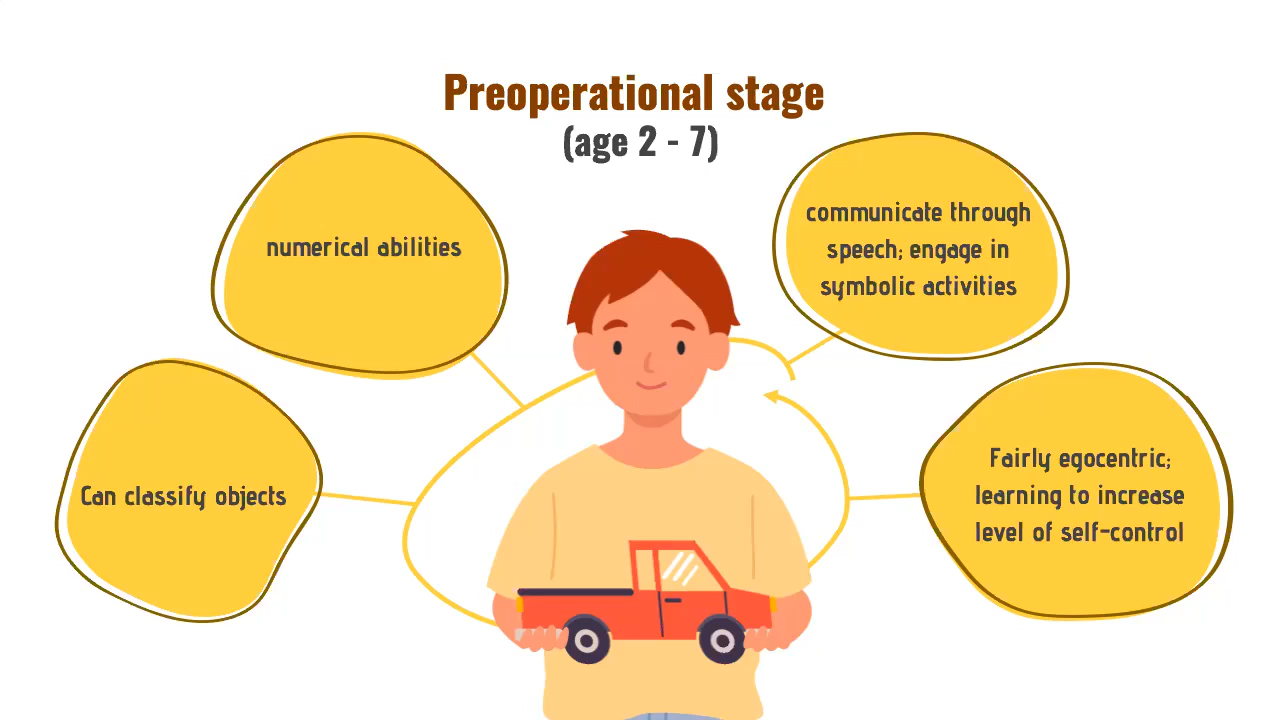 Preoperational stage
(age 2 - 7)
numerical abilities
communicate through
speech; engage in
symbolic activities
Can classify objects
Fairly egocentric;
learning to increase
level of self-control